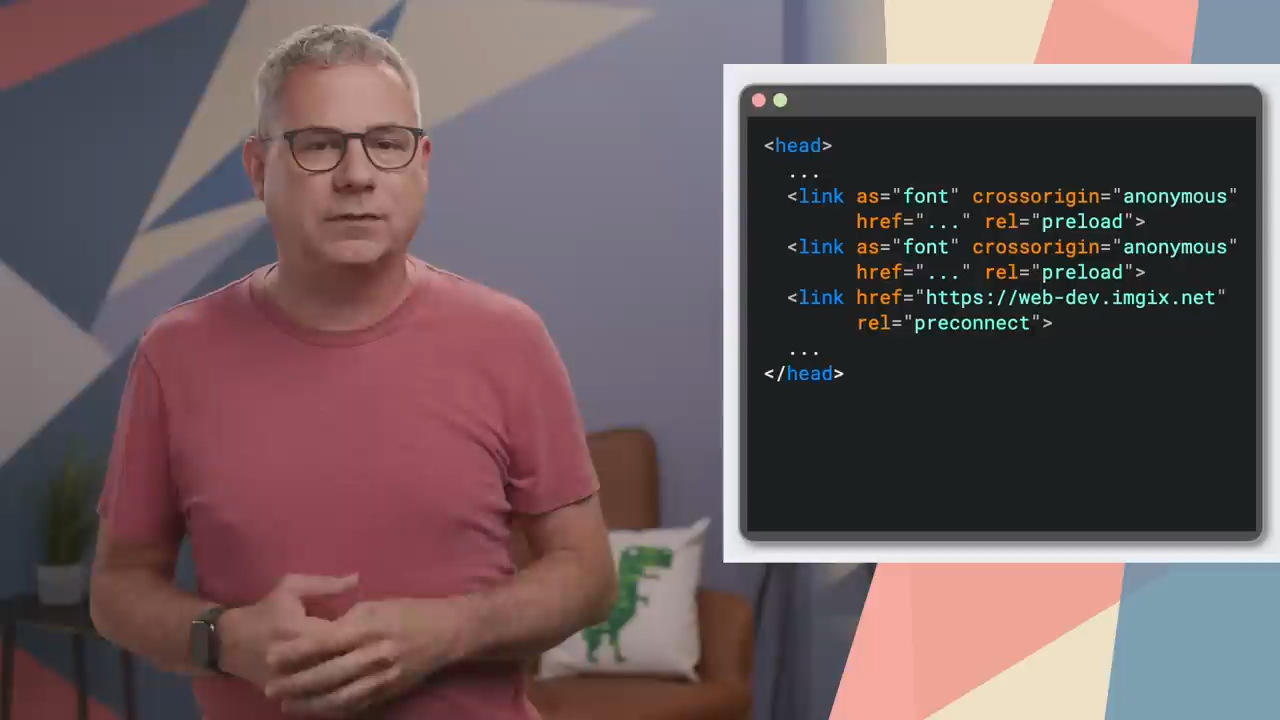 <head>
...
<link as="font" crossorigin="anonymous"
href="..." rel="preload">
<link as="font" crossorigin="anonymous"
href="..." rel="preload">
<link href="https://web-dev.imgix.net"
rel="preconnect">
...
</head>